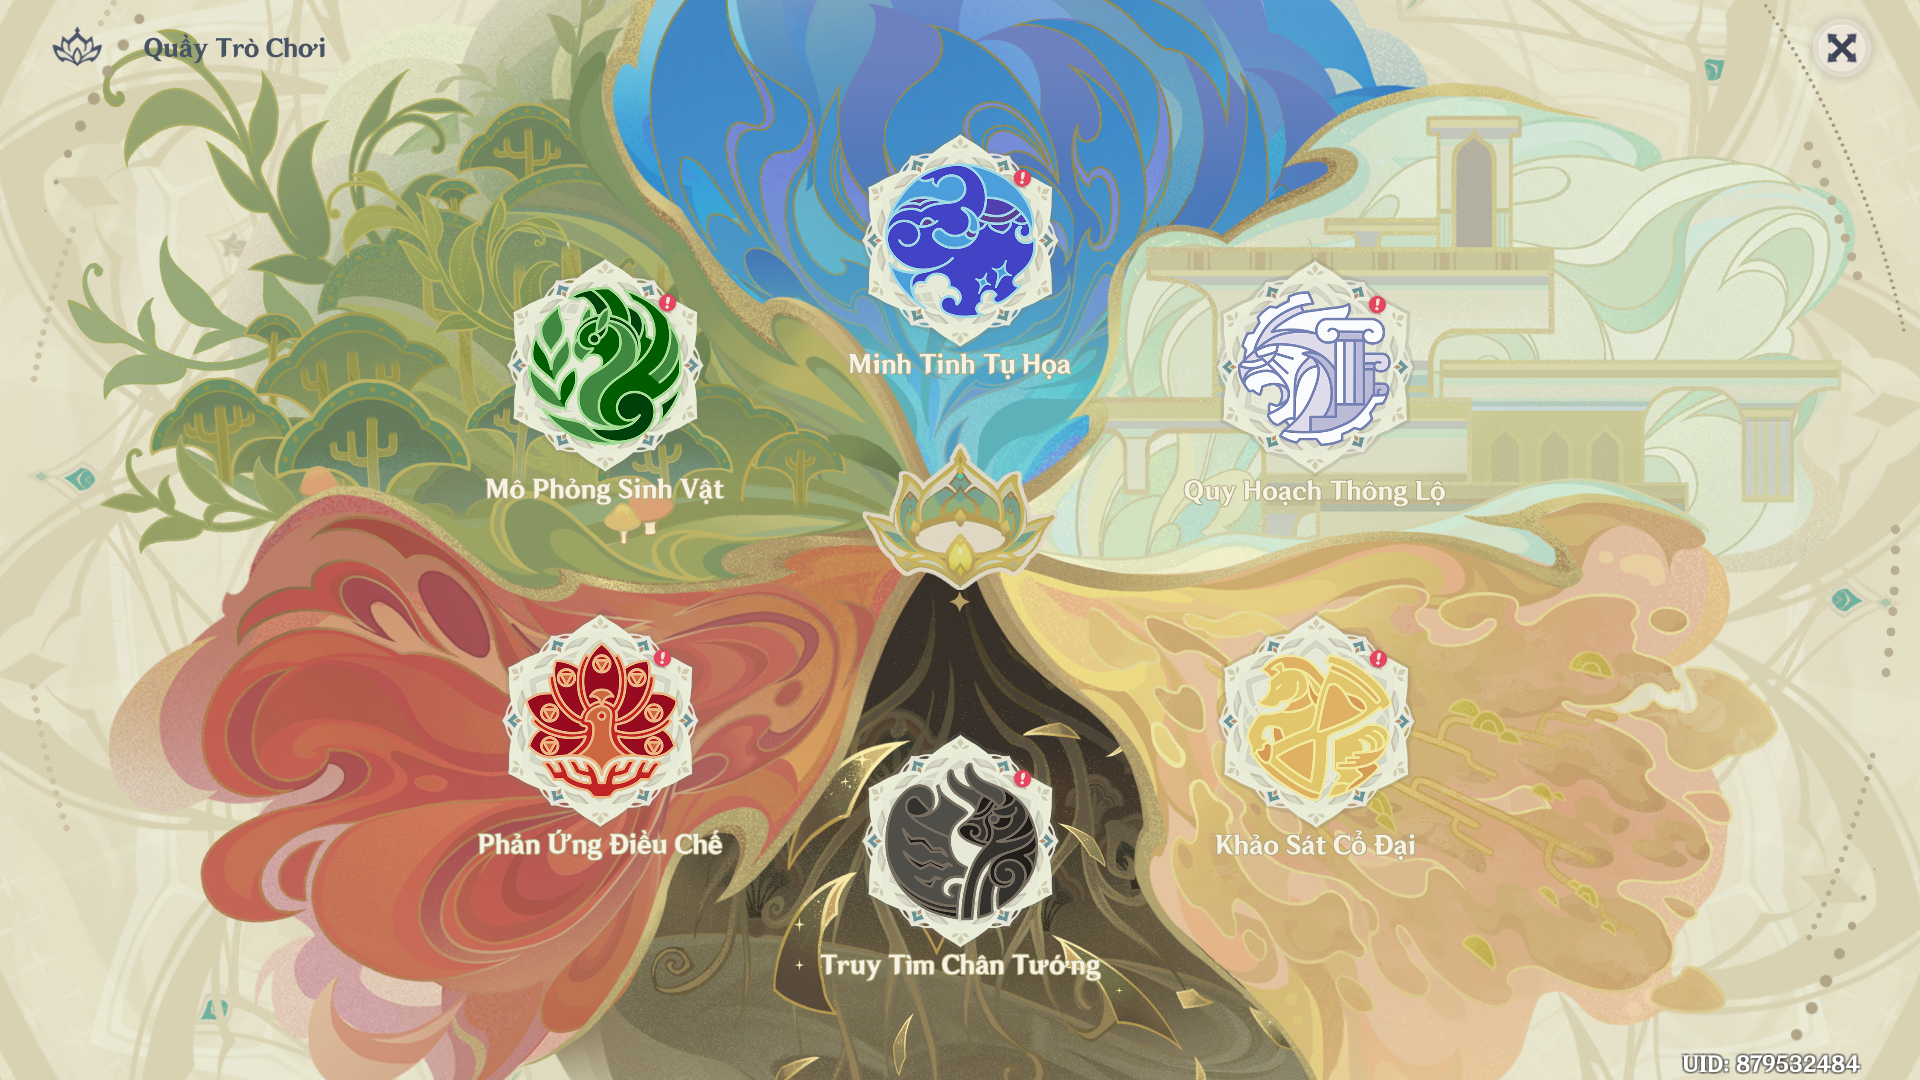 Quầy Trò Chơi
Minh Tinh Tụ Họa
Mô Phỏng Sinh Vật
Quy Hoạch Thông Lộ
Phản Ứng Điều Chế
Khảo Sát Cổ Đại
Truy Tìm Chân Tướng
UID: 879532484